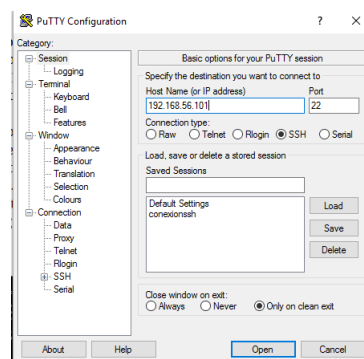 PuTTY Configuration
Category:
Session
Logging
Terminal
Keyboard
Bell
Features
Window
Appearance
Behaviour
Translation
Selection
Colours
Connection
Data
Proxy
Telnet
Rlogin
SSH
Serial
Basic options for your PuTTY session
Specify the destination you want to connect to
Host Name (or IP address) Port
192.168.56.101 22
Connection type:
Raw Telnet Rlogin SSH Serial
Load, save or delete a stored session
Saved Sessions
Default Settings
conexionssh
Load
Save
Delete
Close window on exit:
Always Never Only on clean exit
About Help Open Cancel